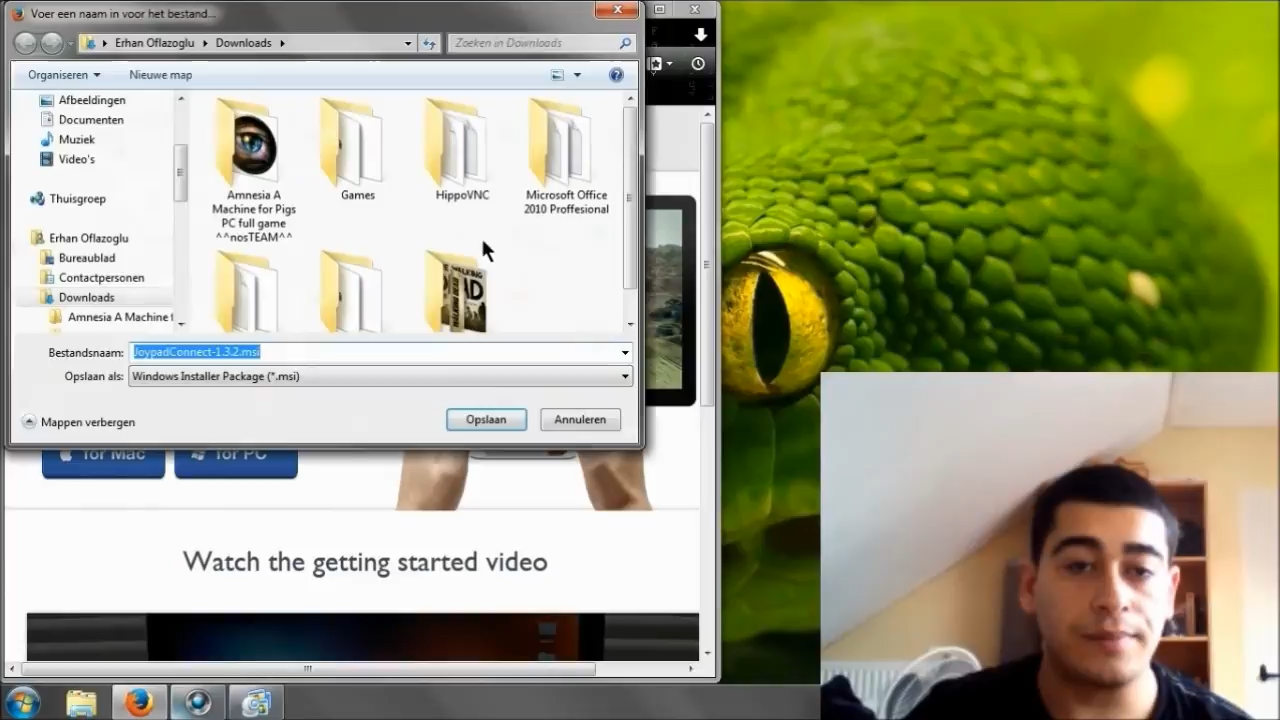 Voer een naam in voor het bestand...
Erhan Oflazoglu
Downloads
Zoeken in Downloads
Organiseren
Nieuwe map
Afbeeldingen
Documenten
Muziek
Video's
Thuisgroep
Erhan Oflazoglu
Bureaublad
Contactpersonen
Downloads
Amnesia A Machine f
Amnesia A
Machine for Pigs
PC full game
^^nosTEAM^^
Games
HippoVNC
Microsoft Office
2010 Proffesional
Bestandsnaam:
JoypadConnect-1.3.2.msi
Opslaan als:
Windows Installer Package (*.msi)
Mappen verbergen
Opslaan
Annuleren
for Mac
for PC
Watch the getting started video